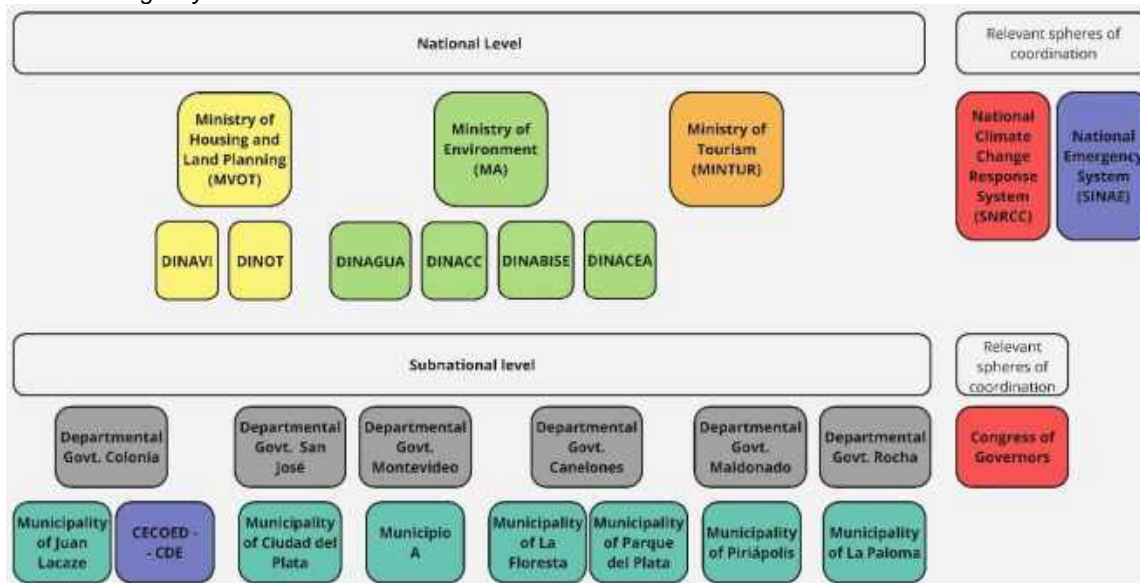 National Level
Relevant spheres of
coordination
Ministry of
Housing and
Land Planning
(MVOT)
Ministry of
Environment
(MA)
Ministry of
Tourism
(MINTUR)
National
Climate
Change
Response
System
(SNRCC)
National
Emergency
System
(SINAE)
DINAVI
DINOT
DINAGUA
DINACC
DINABISE
DINACEA
Subnational level
Relevant
spheres of
coordination
Departmental
Govt. Colonia
Departmental
Govt. San
José
Departmental
Govt.
Montevideo
Departmental
Govt.
Canelones
Departmental
Govt.
Maldonado
Departmental
Govt. Rocha
Congress of
Governors
Municipality
of Juan
Lacaze
CECOED -
- CDE
Municipality
of Ciudad del
Plata
Municipio
A
Municipality
of La
Floresta
Municipality
of Parque
del Plata
Municipality
of Piriápolis
Municipality
of La Paloma